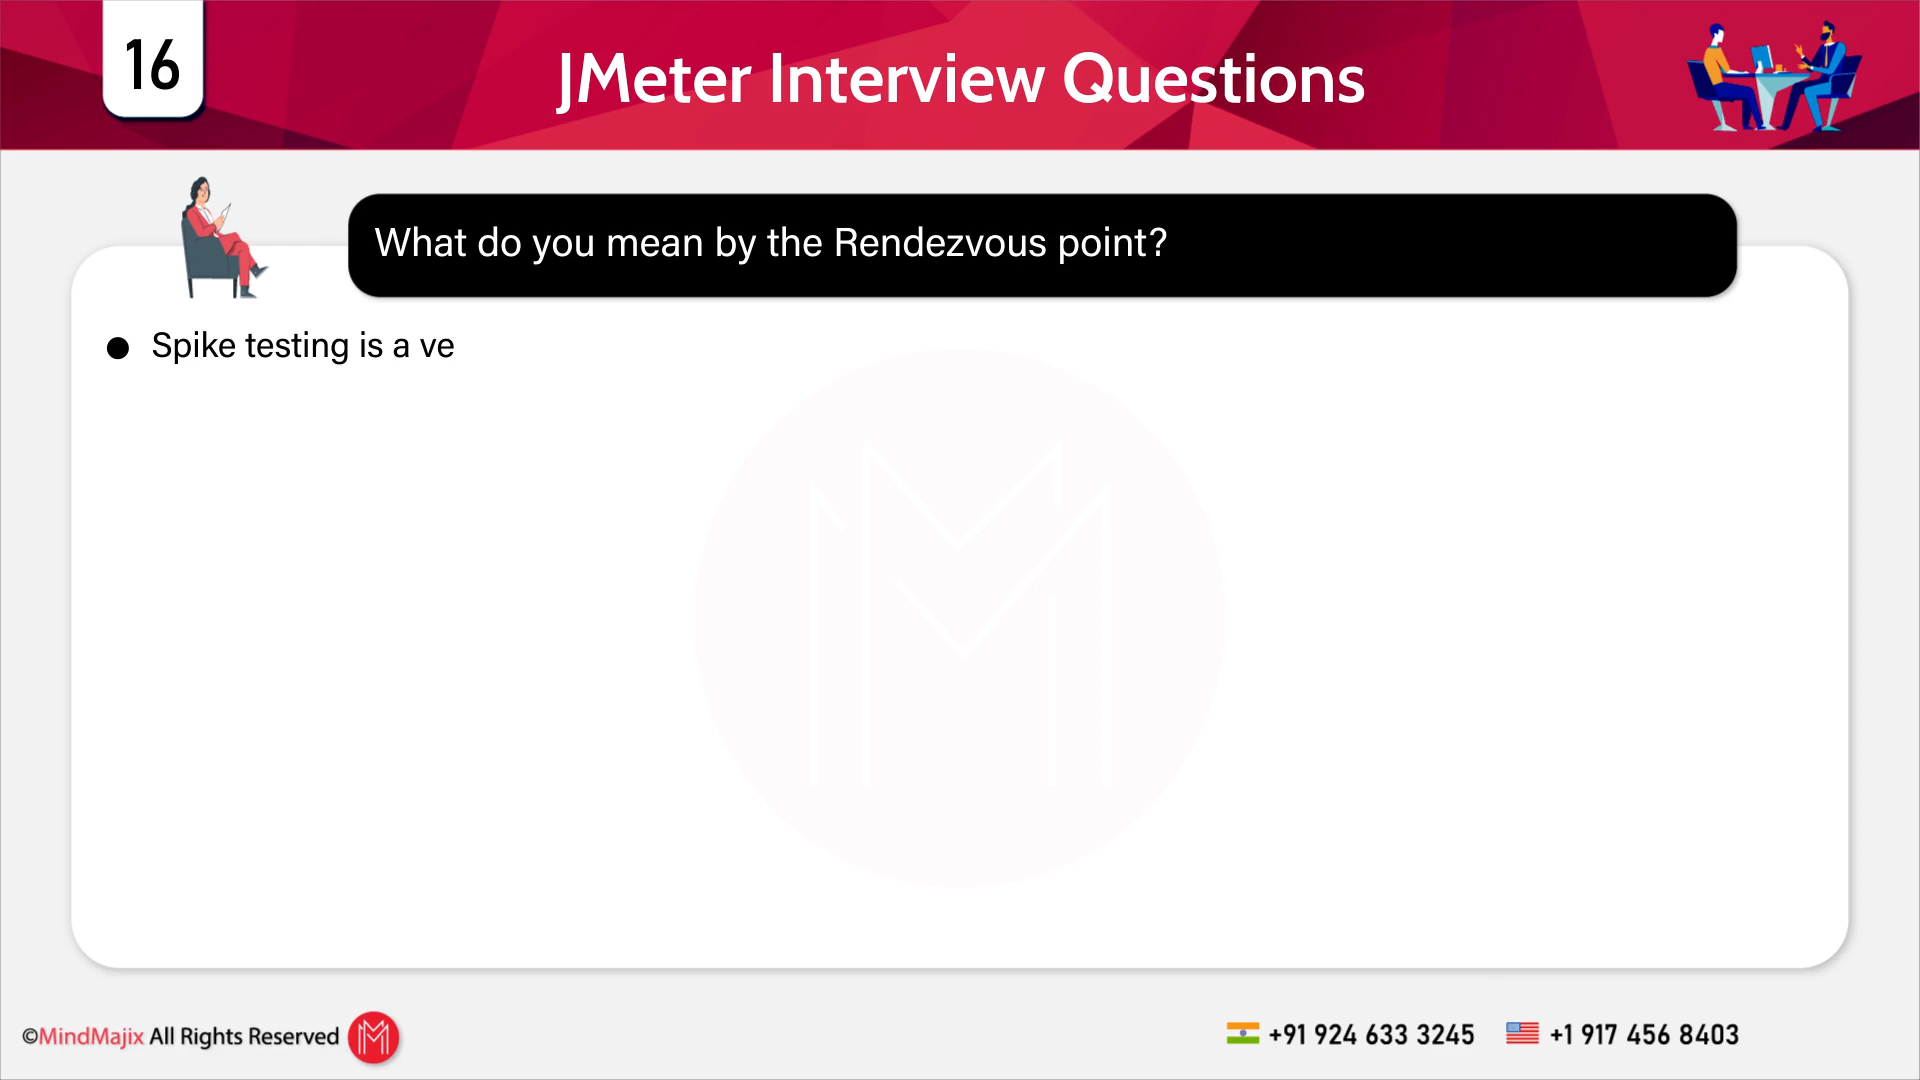 16
JMeter Interview Questions
What do you mean by the Rendezvous point?
● Spike testing is a ve
©MindMajix All Rights Reserved
+91 924 633 3245
+1 917 456 8403